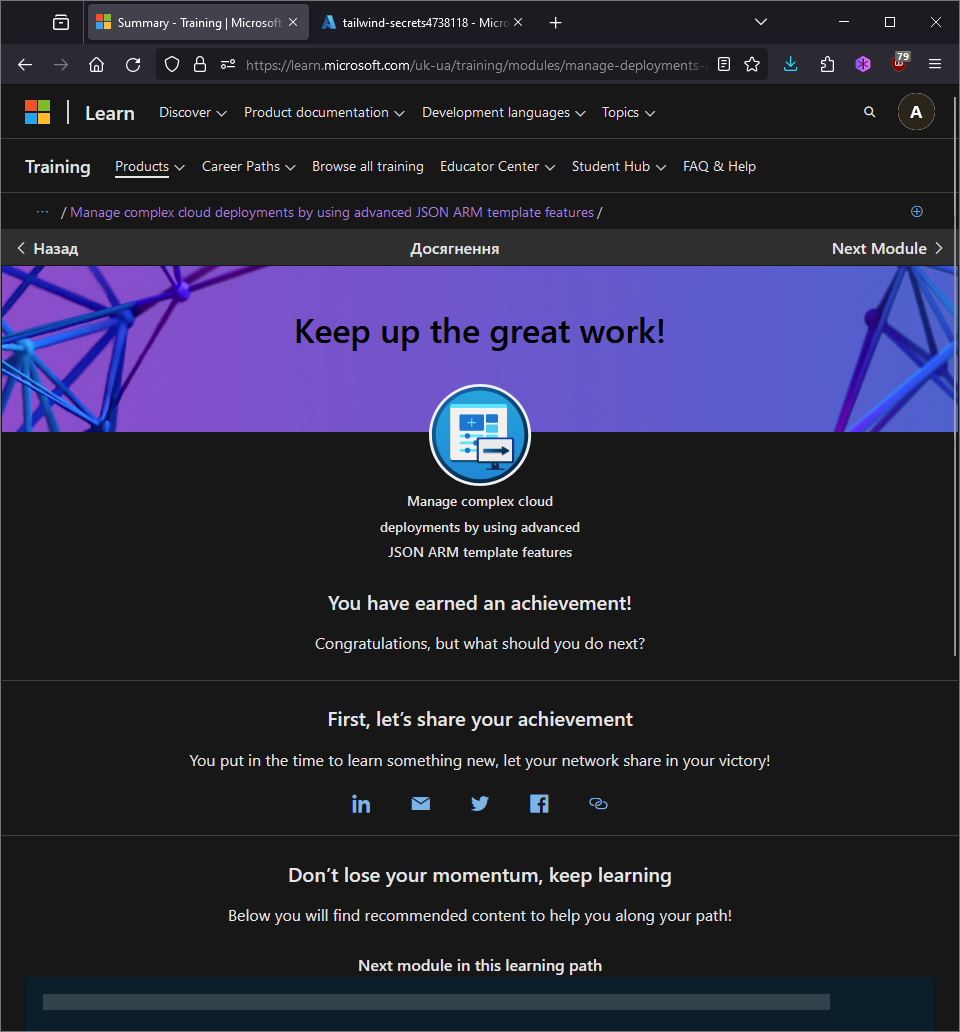 Summary - Training | Microsoft
tailwind-secrets4738118 - Micro
https://learn.microsoft.com/uk-ua/training/modules/manage-deployments-
79
Learn
Discover
Product documentation
Development languages
Topics
A
Training
Products
Career Paths
Browse all training
Educator Center
Student Hub
FAQ & Help
... / Manage complex cloud deployments by using advanced JSON ARM template features /
Назад
Досягнення
Next Module
Keep up the great work!
Manage complex cloud
deployments by using advanced
JSON ARM template features
You have earned an achievement!
Congratulations, but what should you do next?
First, let’s share your achievement
You put in the time to learn something new, let your network share in your victory!
Don’t lose your momentum, keep learning
Below you will find recommended content to help you along your path!
Next module in this learning path